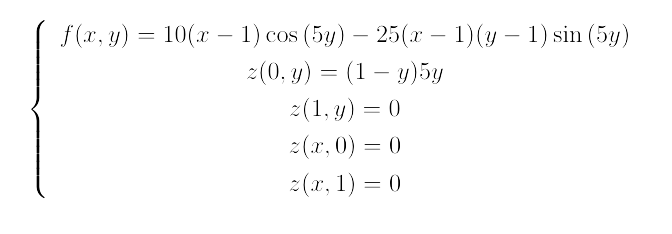 f(x, y) = 10(x − 1) cos (5y) − 25(x − 1)(y − 1) sin (5y)
z(0, y) = (1 − y)5y
z(1, y) = 0
z(x, 0) = 0
z(x, 1) = 0